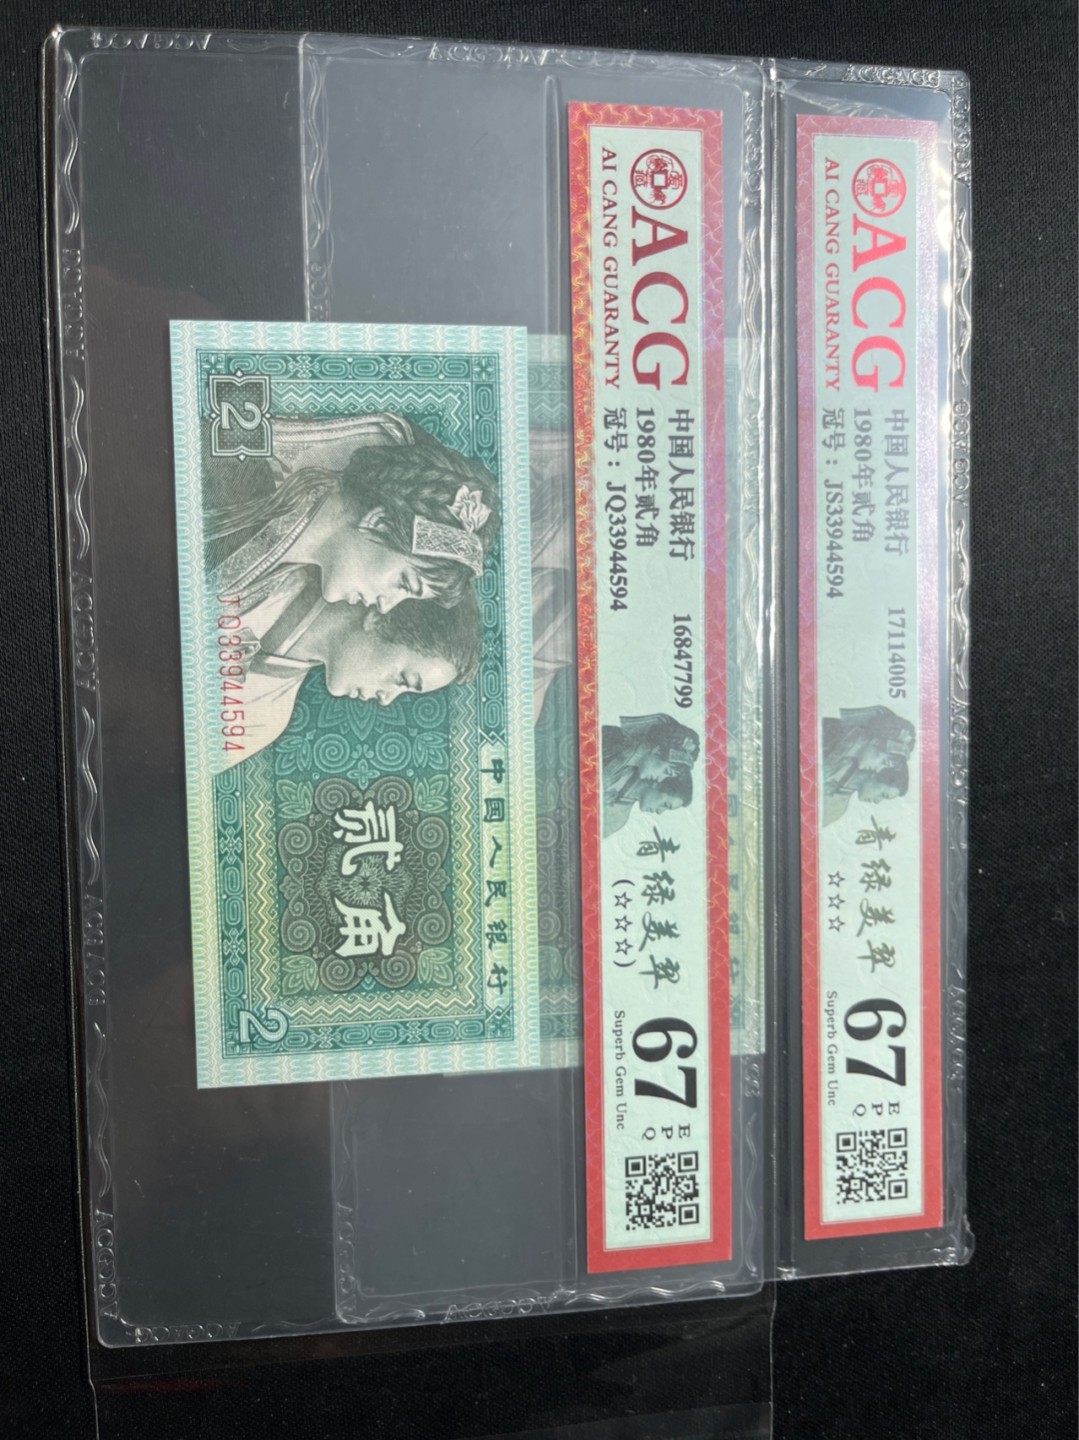 ACG
AI CANG GUARANTY
中国人民银行
1980年贰角
冠号：JS33944594
17114005
青绿美翠
☆☆☆
67
EPQ
Superb Gem Unc
ACG
AI CANG GUARANTY
中国人民银行
1980年贰角
冠号：JQ33944594
16847799
青绿美翠
(☆☆☆)
67
EPQ
Superb Gem Unc
中国人民银行
贰角
2
2
JQ33944594